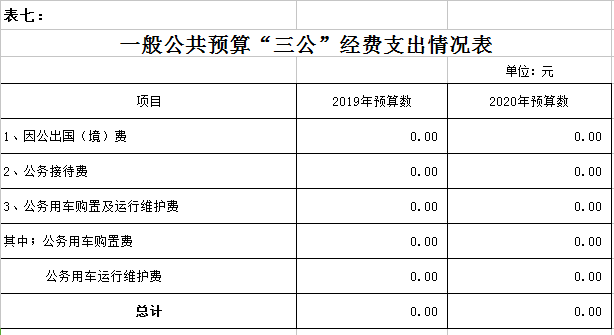 表七：
一般公共预算“三公”经费支出情况表
单位：元
项目 2019年预算数 2020年预算数
1、因公出国（境）费 0.00 0.00
2、公务接待费 0.00 0.00
3、公务用车购置及运行维护费 0.00 0.00
其中；公务用车购置费 0.00 0.00
公务用车运行维护费 0.00 0.00
总计 0.00 0.00